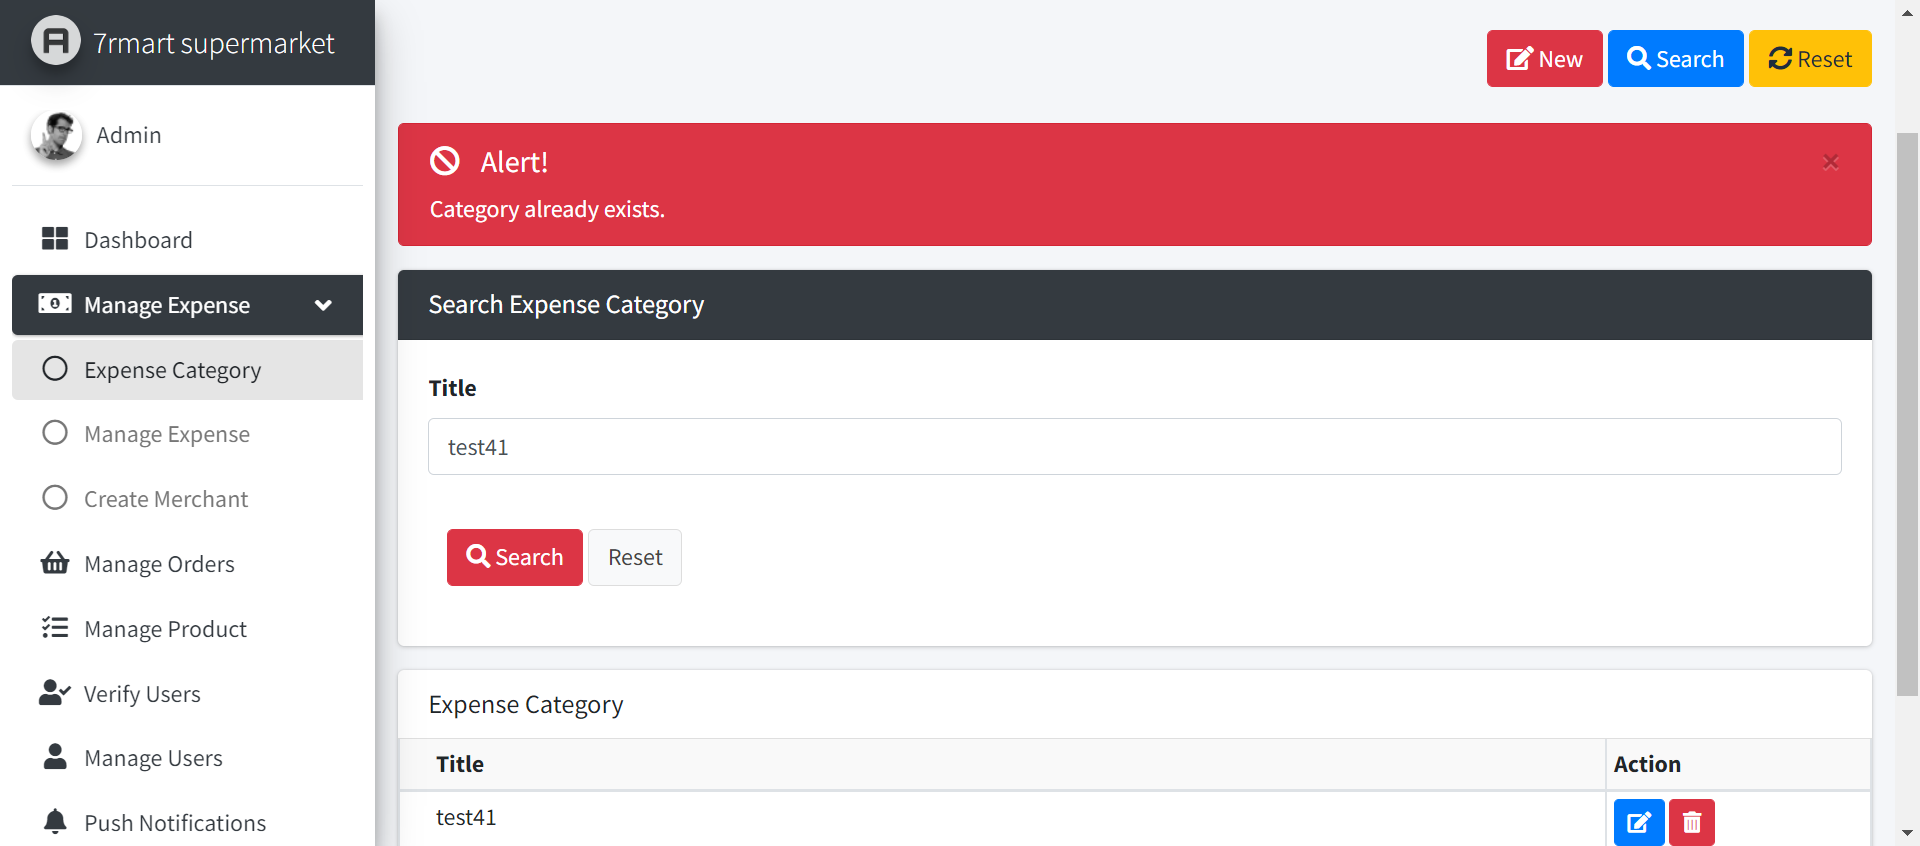 7rmart supermarket
Admin
Dashboard
Manage Expense
Expense Category
Manage Expense
Create Merchant
Manage Orders
Manage Product
Verify Users
Manage Users
Push Notifications
New
Search
Reset
Alert!
×
Category already exists.
Search Expense Category
Title
test41
Search
Reset
Expense Category
Title
Action
test41